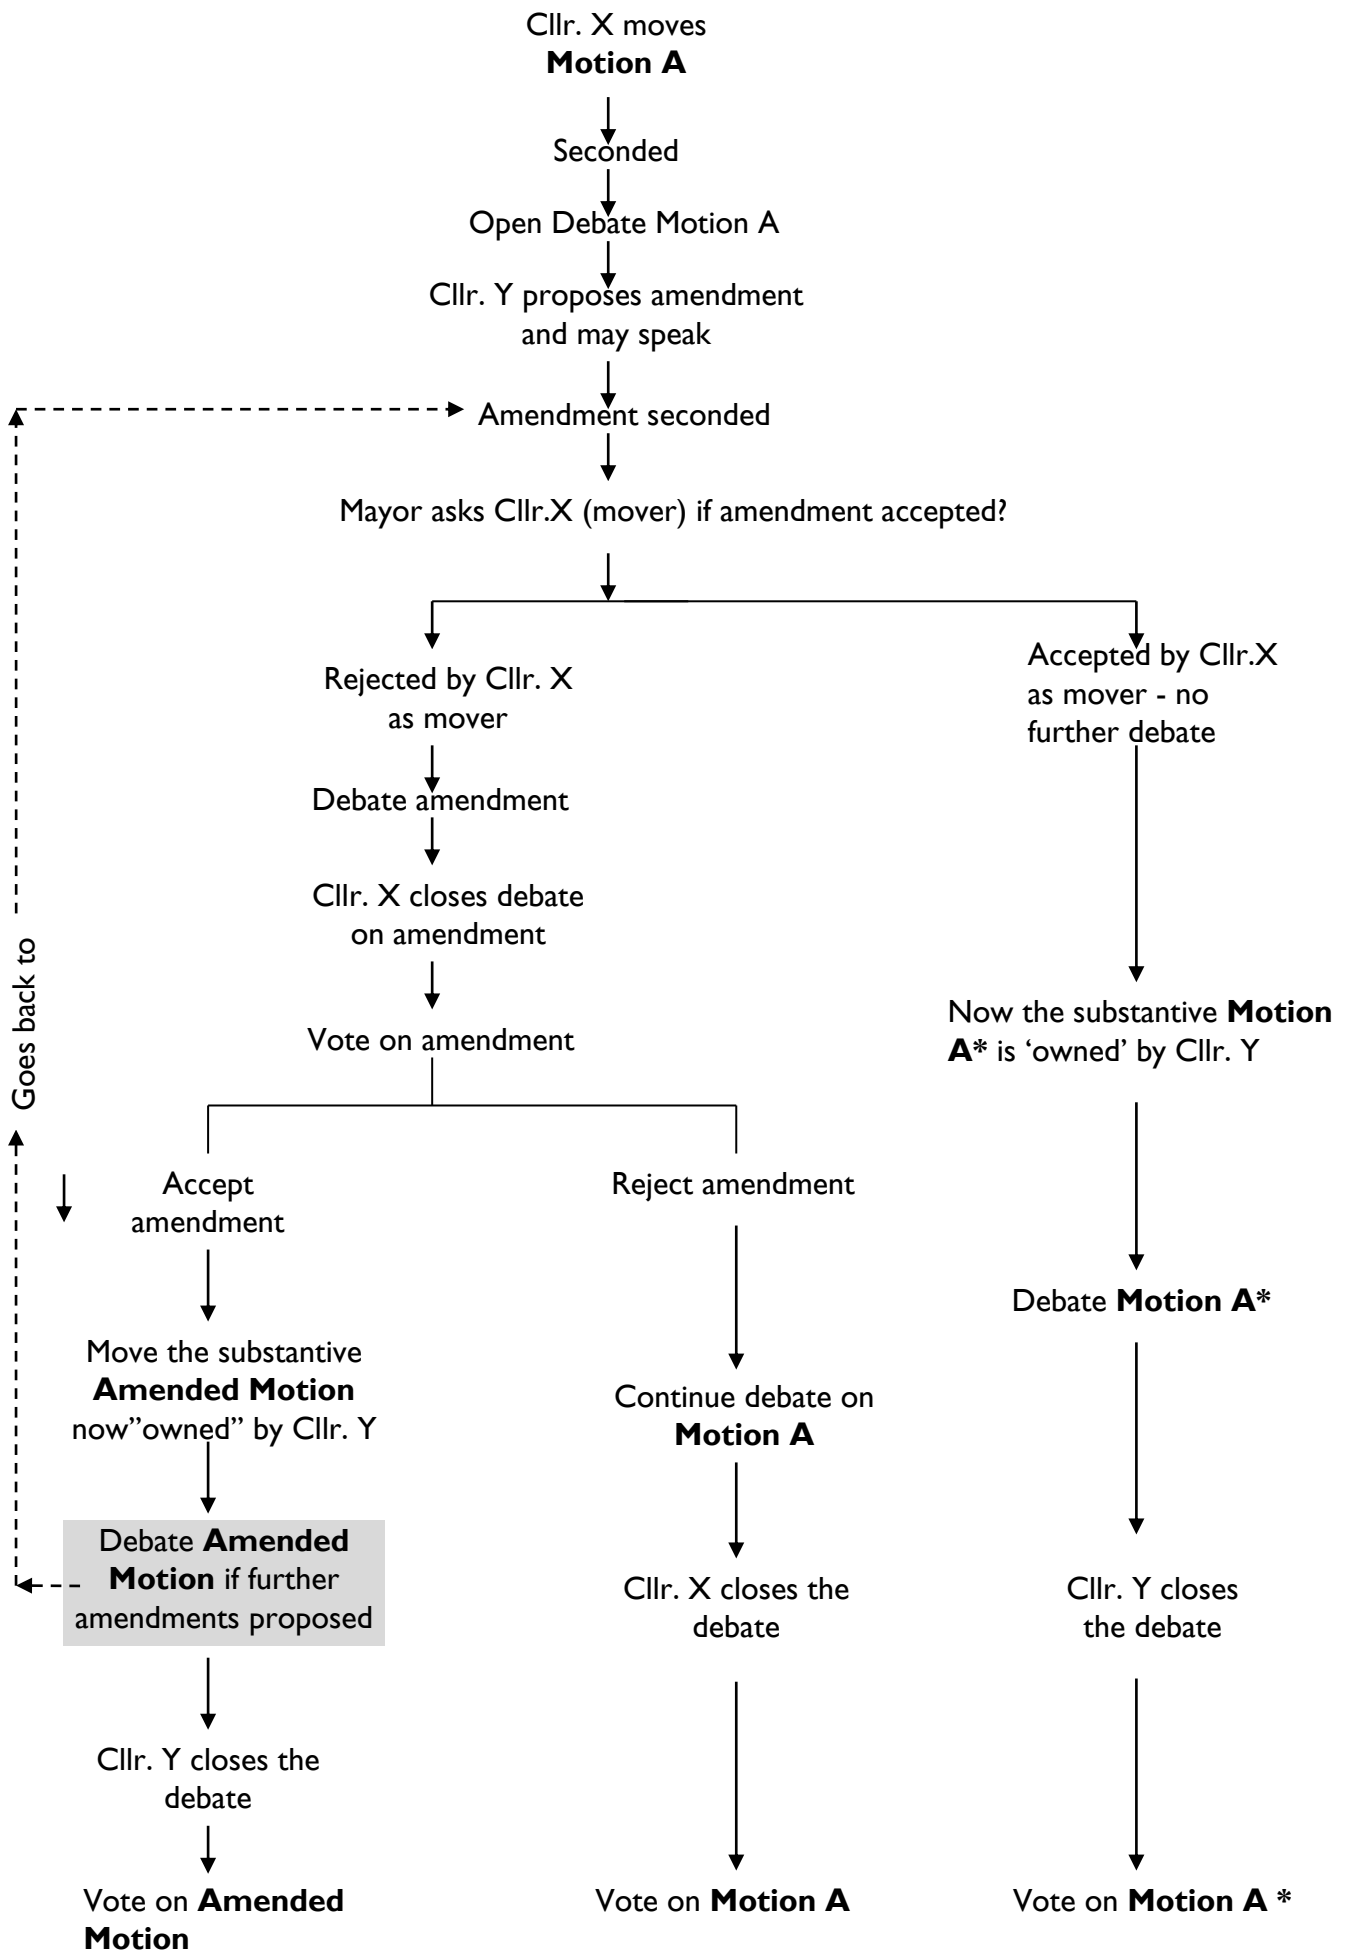 Cllr. X moves
Motion A
Seconded
Open Debate Motion A
Cllr. Y proposes amendment
and may speak
Amendment seconded
Mayor asks Cllr.X (mover) if amendment accepted?
Rejected by Cllr. X
as mover
Accepted by Cllr.X
as mover - no
further debate
Debate amendment
Cllr. X closes debate
on amendment
Goes back to
Vote on amendment
Now the substantive Motion
A* is ‘owned’ by Cllr. Y
Accept
amendment
Reject amendment
Debate Motion A*
Move the substantive
Amended Motion
now”owned” by Cllr. Y
Continue debate on
Motion A
Debate Amended
Motion if further
amendments proposed
Cllr. X closes the
debate
Cllr. Y closes
the debate
Cllr. Y closes the
debate
Vote on Amended
Motion
Vote on Motion A
Vote on Motion A *